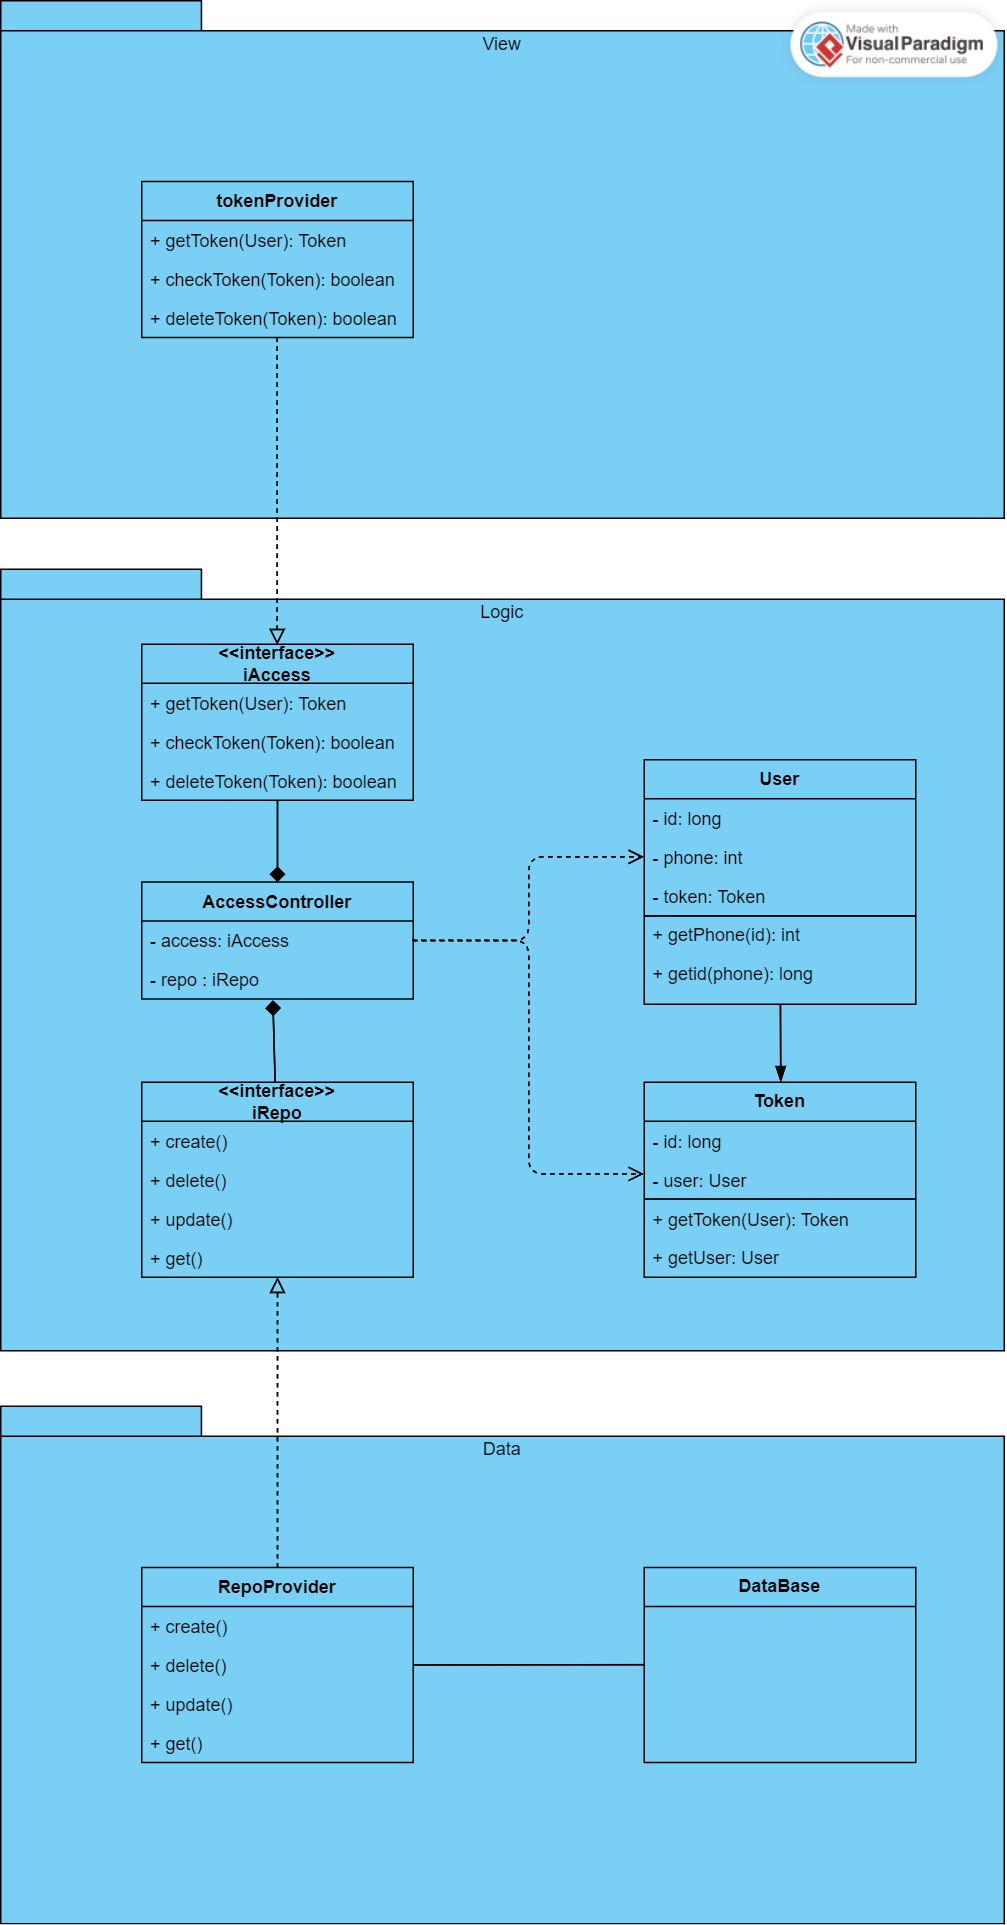 Made with
VisualParadigm
For non-commercial use
View
tokenProvider
+ getToken(User): Token
+ checkToken(Token): boolean
+ deleteToken(Token): boolean
Logic
<<interface>>
iAccess
+ getToken(User): Token
+ checkToken(Token): boolean
+ deleteToken(Token): boolean
User
- id: long
- phone: int
- token: Token
+ getPhone(id): int
+ getid(phone): long
AccessController
- access: iAccess
- repo : iRepo
<<interface>>
iRepo
+ create()
+ delete()
+ update()
+ get()
Token
- id: long
- user: User
+ getToken(User): Token
+ getUser: User
Data
RepoProvider
+ create()
+ delete()
+ update()
+ get()
DataBase